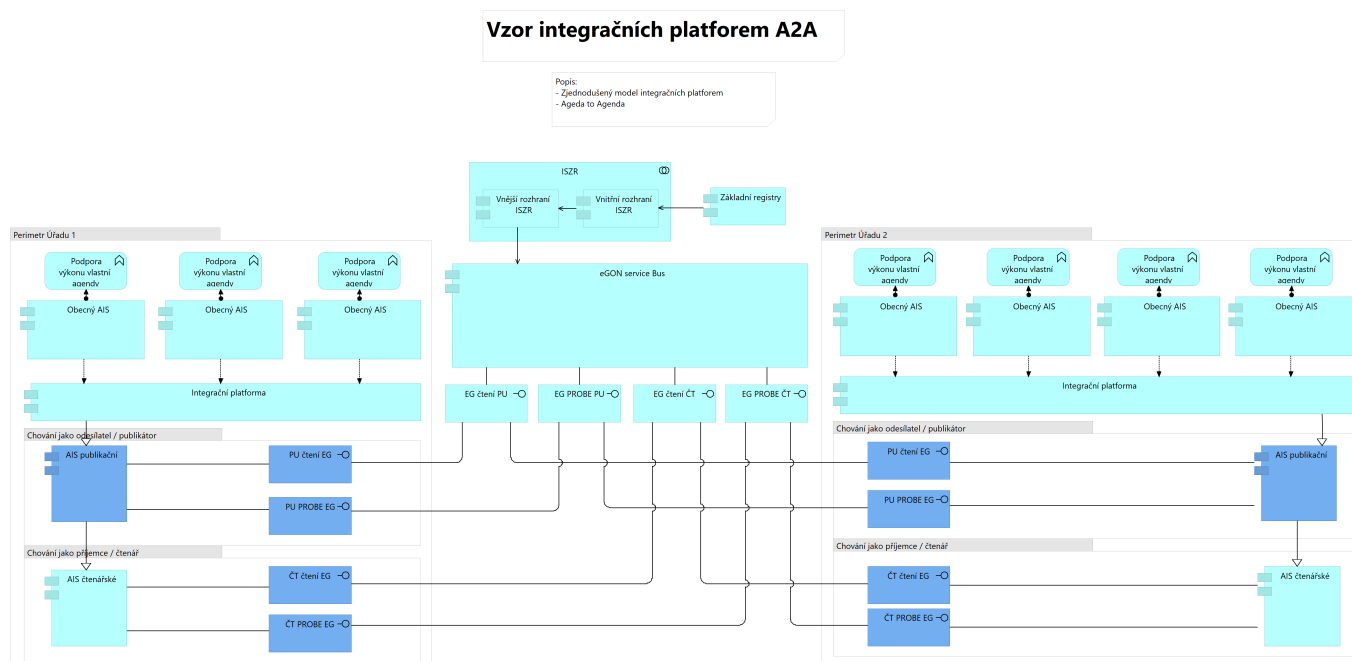 Vzor integračních platforem A2A
Popis:
- Zjednodušený model integračních platforem
- Ageda to Agenda
ISZR
Vnější rozhraní
ISZR
Vnitřní rozhraní
ISZR
Základní registry
Perimetr Úřadu 1
Podpora
výkonu vlastní
agendy
Podpora
výkonu vlastní
agendy
Podpora
výkonu vlastní
agendy
Obecný AIS
Obecný AIS
Obecný AIS
Integrační platforma
eGON service Bus
EG čtení PU
EG PROBE PU
EG čtení ČT
EG PROBE ČT
Perimetr Úřadu 2
Podpora
výkonu vlastní
agendy
Podpora
výkonu vlastní
agendy
Podpora
výkonu vlastní
agendy
Podpora
výkonu vlastní
agendy
Obecný AIS
Obecný AIS
Obecný AIS
Obecný AIS
Integrační platforma
Chování jako odesílatel / publikátor
AIS publikační
PU čtení EG
PU PROBE EG
Chování jako příjemce / čtenář
AIS čtenářské
ČT čtení EG
ČT PROBE EG
Chování jako odesílatel / publikátor
PU čtení EG
AIS publikační
PU PROBE EG
Chování jako příjemce / čtenář
ČT čtení EG
AIS čtenářské
ČT PROBE EG